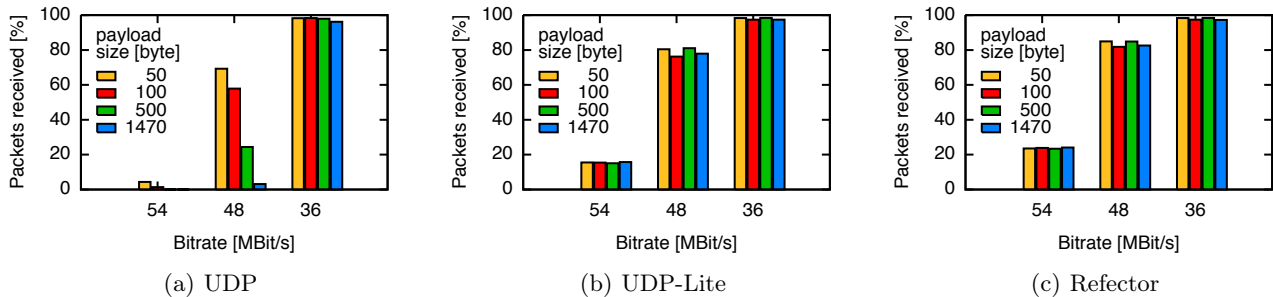 Packets received [%]
100
80
60
40
20
0
payload
size [byte]
50
100
500
1470
54 48 36
Bitrate [MBit/s]
(a) UDP
Packets received [%]
100
80
60
40
20
0
payload
size [byte]
50
100
500
1470
54 48 36
Bitrate [MBit/s]
(b) UDP-Lite
Packets received [%]
100
80
60
40
20
0
payload
size [byte]
50
100
500
1470
54 48 36
Bitrate [MBit/s]
(c) Refector